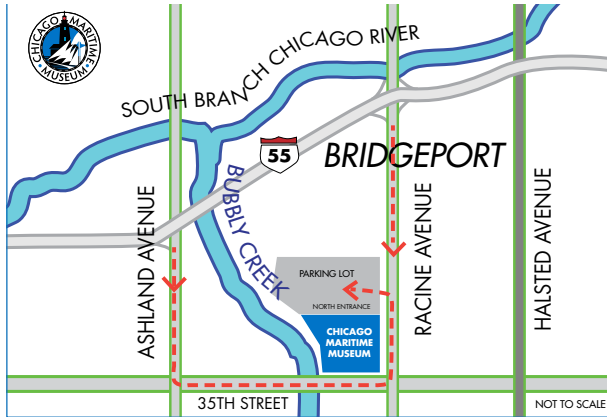 CHICAGO MARITIME MUSEUM
SOUTH BRANCH CHICAGO RIVER
55
BRIDGEPORT
BUBBLY CREEK
ASHLAND AVENUE
RACINE AVENUE
HALSTED AVENUE
PARKING LOT
NORTH ENTRANCE
CHICAGO
MARITIME
MUSEUM
35TH STREET
NOT TO SCALE